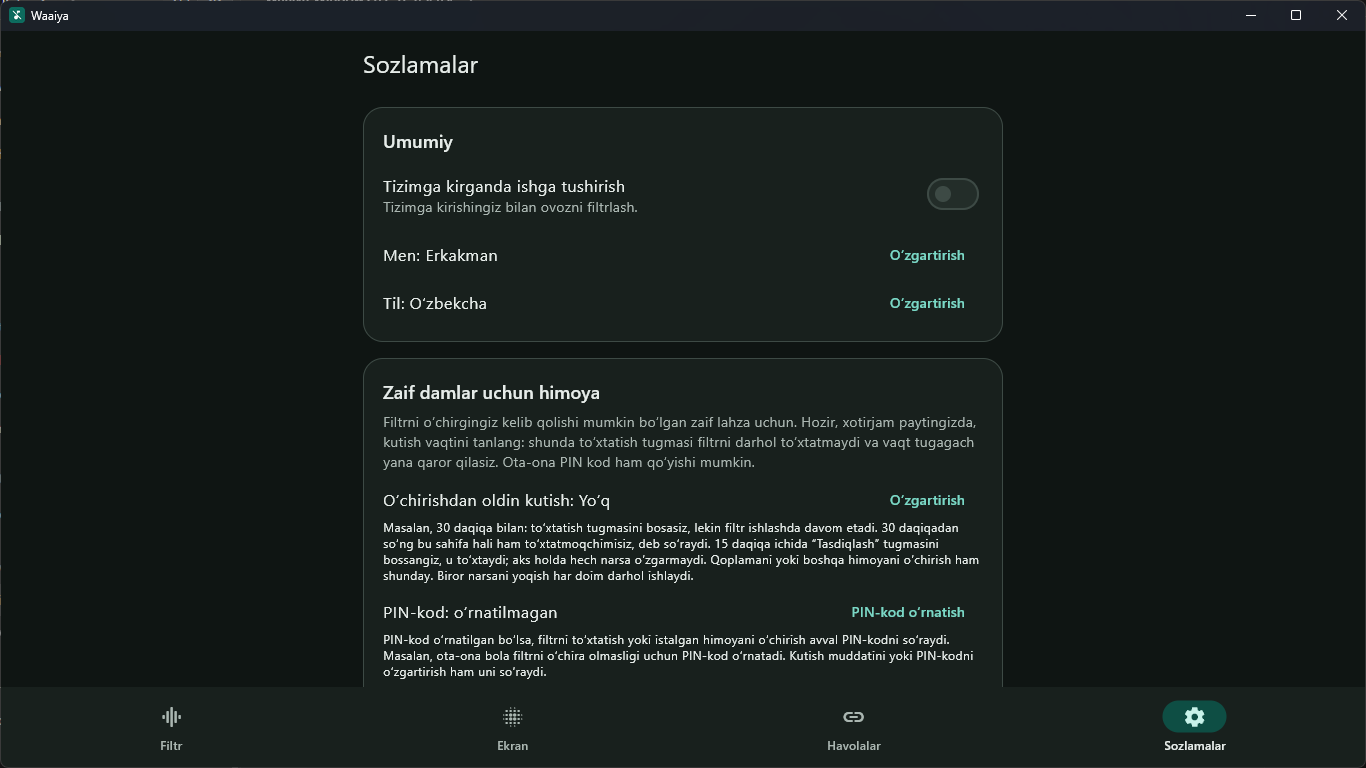 Waaiya
Sozlamalar
Umumiy
Tizimga kirganda ishga tushirish
Tizimga kirishingiz bilan ovozni filtrlash.
Men: Erkakman
Oʻzgartirish
Til: Oʻzbekcha
Oʻzgartirish
Zaif damlar uchun himoya
Filtrni oʻchirgingiz kelib qolishi mumkin boʻlgan zaif lahza uchun. Hozir, xotirjam paytingizda,
kutish vaqtini tanlang: shunda toʻxtatish tugmasi filtrni darhol toʻxtatmaydi va vaqt tugagach
yana qaror qilasiz. Ota-ona PIN kod ham qoʻyishi mumkin.
Oʻchirishdan oldin kutish: Yoʻq
Oʻzgartirish
Masalan, 30 daqiqa bilan: toʻxtatish tugmasini bosasiz, lekin filtr ishlashda davom etadi. 30 daqiqadan
soʻng bu sahifa hali ham toʻxtatmoqchimisiz, deb soʻraydi. 15 daqiqa ichida “Tasdiqlash” tugmasini
bossangiz, u toʻxtaydi; aks holda hech narsa oʻzgarmaydi. Qoplamani yoki boshqa himoyani oʻchirish ham
shunday. Biror narsani yoqish har doim darhol ishlaydi.
PIN-kod: oʻrnatilmagan
PIN-kod oʻrnatish
PIN-kod oʻrnatilgan boʻlsa, filtrni toʻxtatish yoki istalgan himoyani oʻchirish avval PIN-kodni soʻraydi.
Masalan, ota-ona bola filtrni oʻchira olmasligi uchun PIN-kod oʻrnatadi. Kutish muddatini yoki PIN-kodni
oʻzgartirish ham uni soʻraydi.
Filtr
Ekran
Havolalar
Sozlamalar